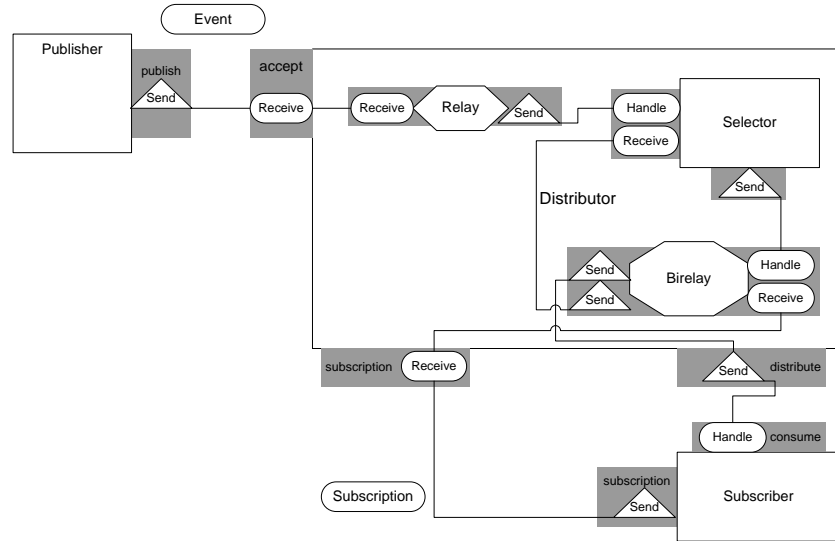 Event
Publisher
publish
Send
accept
Receive
Receive
Relay
Send
Handle
Receive
Selector
Send
Distributor
Send
Send
Birelay
Handle
Receive
subscription
Receive
Send
distribute
Handle
consume
Subscription
subscription
Send
Subscriber